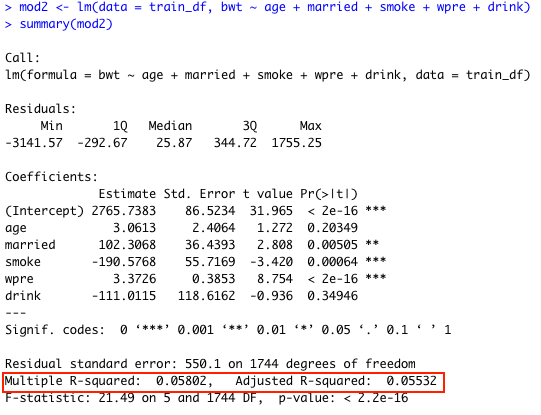 > mod2 <- lm(data = train_df, bwt ~ age + married + smoke + wpre + drink)
> summary(mod2)
Call:
lm(formula = bwt ~ age + married + smoke + wpre + drink, data = train_df)
Residuals:
Min 1Q Median 3Q Max
-3141.57 -292.67 25.87 344.72 1755.25
Coefficients:
Estimate Std. Error t value Pr(>|t|)
(Intercept) 2765.7383 86.5234 31.965 < 2e-16 ***
age 3.0613 2.4064 1.272 0.20349
married 102.3068 36.4393 2.808 0.00505 **
smoke -190.5768 55.7169 -3.420 0.00064 ***
wpre 3.3726 0.3853 8.754 < 2e-16 ***
drink -111.0115 118.6162 -0.936 0.34946
---
Signif. codes: 0 ‘***’ 0.001 ‘**’ 0.01 ‘*’ 0.05 ‘.’ 0.1 ‘ ’ 1
Residual standard error: 550.1 on 1744 degrees of freedom
Multiple R-squared: 0.05802, Adjusted R-squared: 0.05532
F-statistic: 21.49 on 5 and 1744 DF, p-value: < 2.2e-16